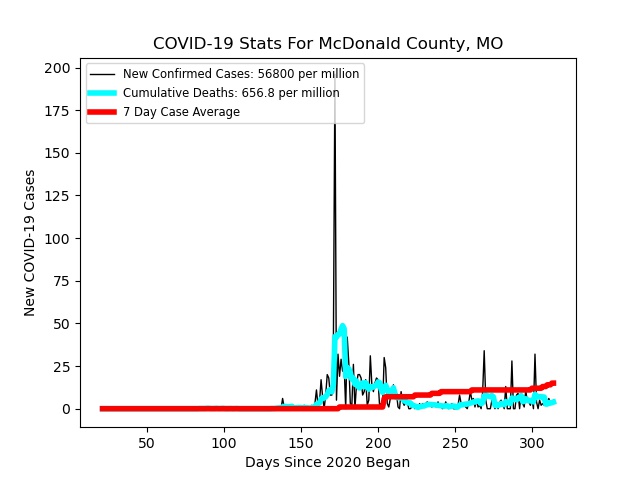 COVID-19 Stats For McDonald County, MO
New Confirmed Cases: 56800 per million
Cumulative Deaths: 656.8 per million
7 Day Case Average
New COVID-19 Cases
200
175
150
125
100
75
50
25
0
50 100 150 200 250 300
Days Since 2020 Began